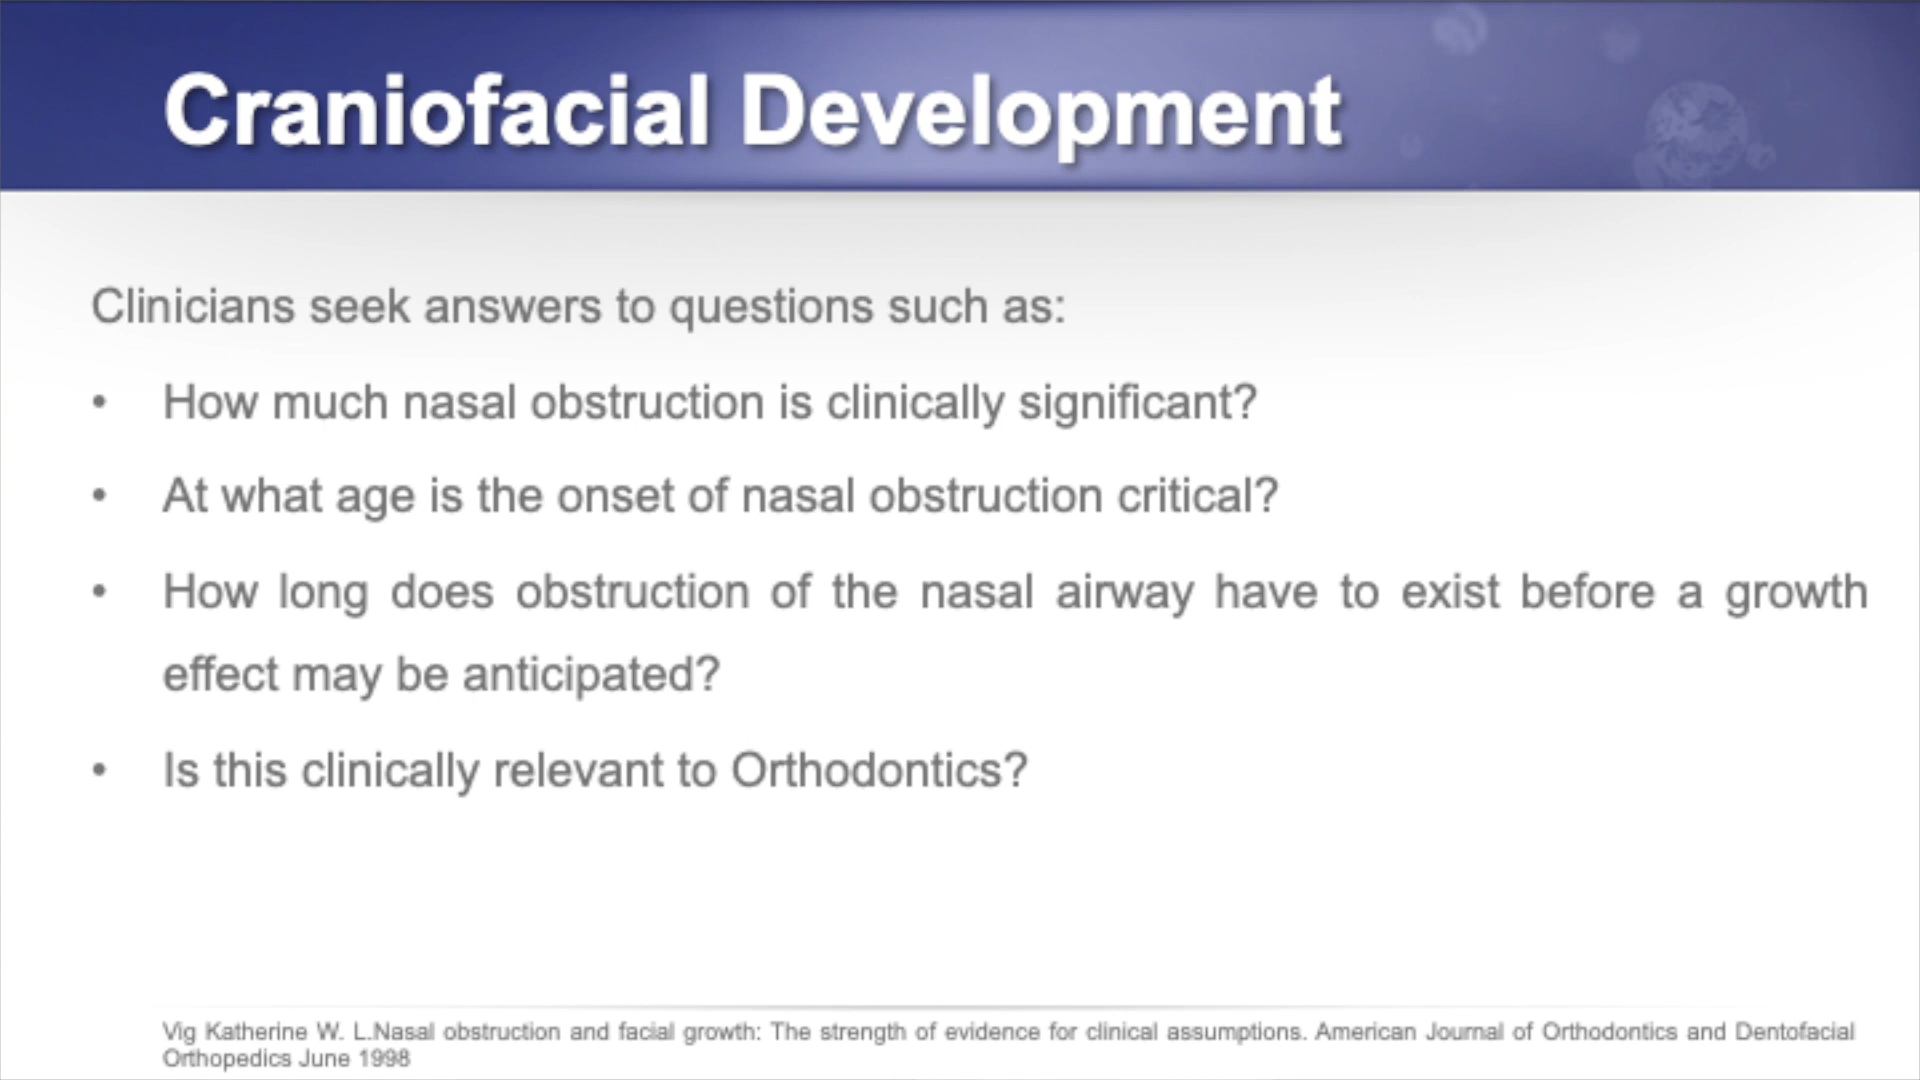 Craniofacial Development
Clinicians seek answers to questions such as:
• How much nasal obstruction is clinically significant?
• At what age is the onset of nasal obstruction critical?
• How long does obstruction of the nasal airway have to exist before a growth
effect may be anticipated?
• Is this clinically relevant to Orthodontics?
Vig Katherine W. L.Nasal obstruction and facial growth: The strength of evidence for clinical assumptions. American Journal of Orthodontics and Dentofacial
Orthopedics June 1998